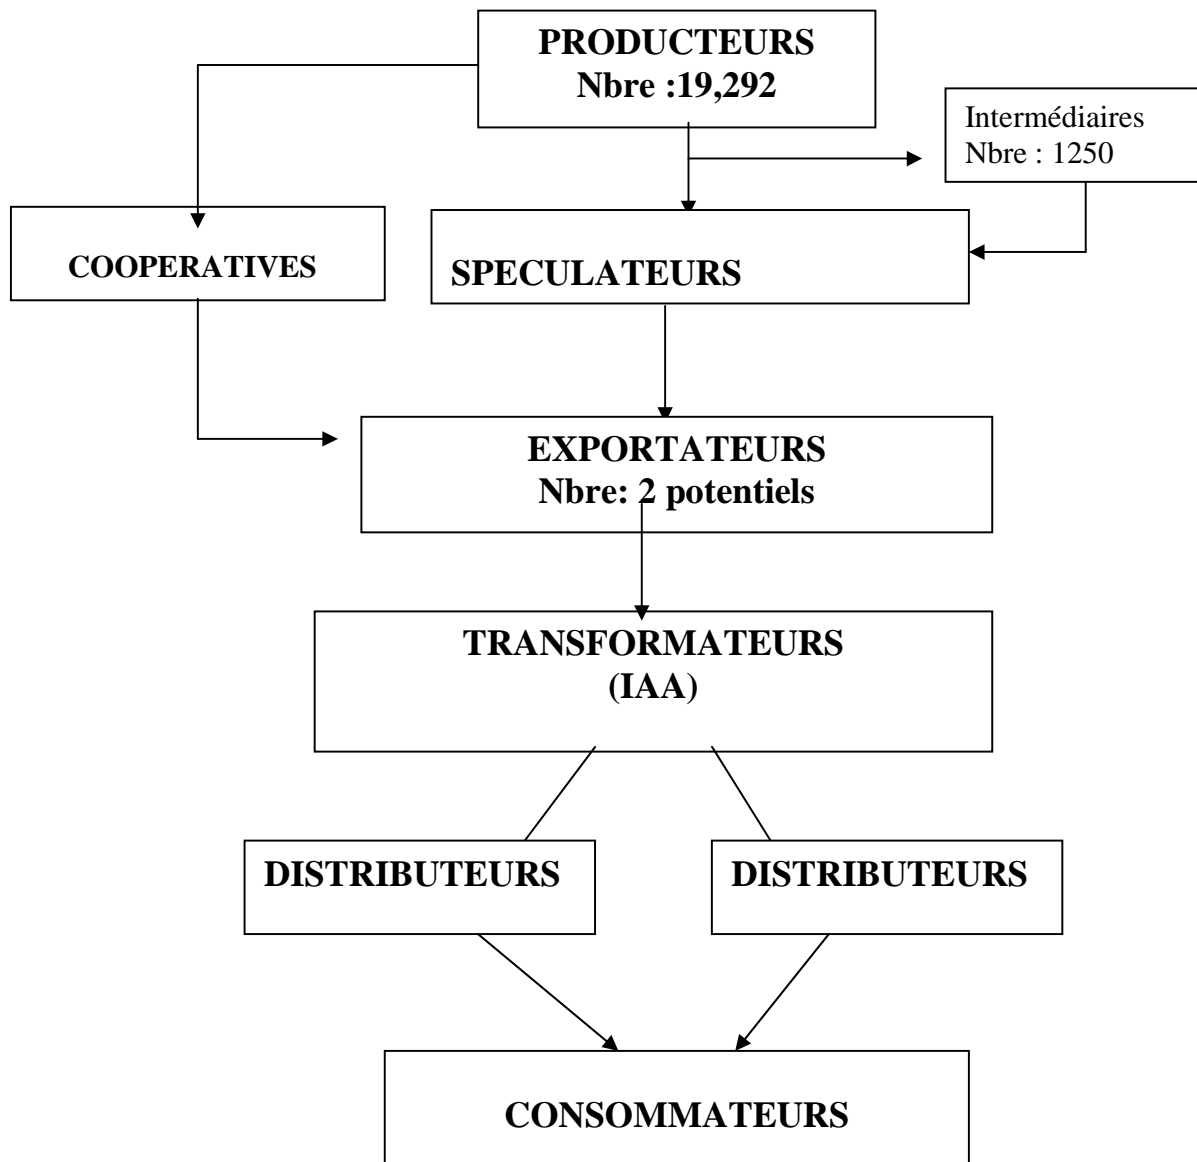 PRODUCTEURS
Nbre :19,292
Intermédiaires
Nbre : 1250
COOPERATIVES
SPECULATEURS
EXPORTATEURS
Nbre: 2 potentiels
TRANSFORMATEURS
(IAA)
DISTRIBUTEURS
DISTRIBUTEURS
CONSOMMATEURS